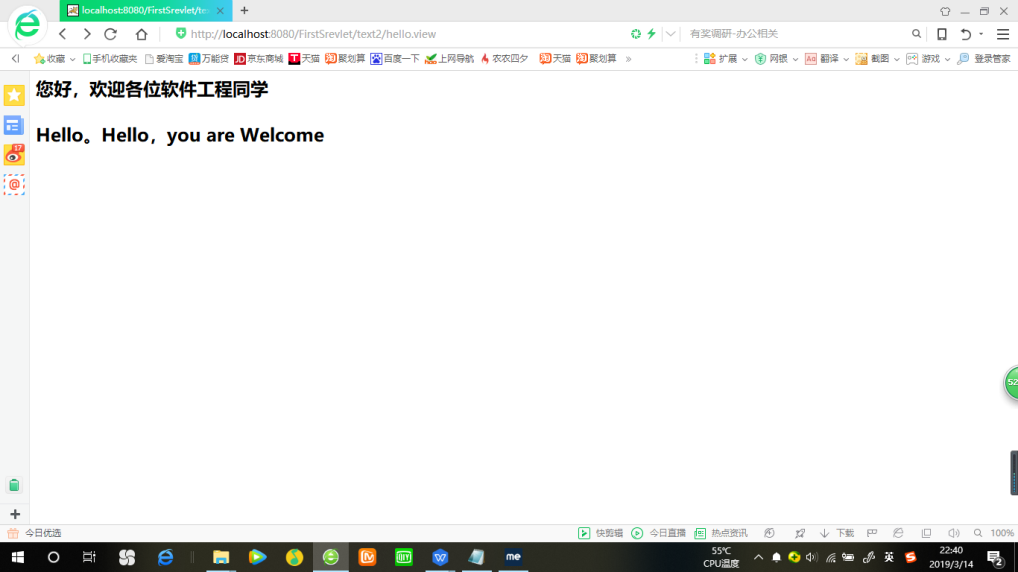 localhost:8080/FirstSrevlet/te
http://localhost:8080/FirstSrevlet/text2/hello.view
有奖调研-办公相关
收藏 手机收藏夹 爱淘宝 万能贷 京东商城 天猫 聚划算 百度一下 上网导航 农农四夕 天猫 聚划算 » 扩展 网银 翻译 截图 游戏 登录管家
您好，欢迎各位软件工程同学
Hello。Hello，you are Welcome
17
52
今日优选 快剪辑 今日直播 热点资讯 下载 100%
55℃
CPU温度
英
22:40
2019/3/14
2